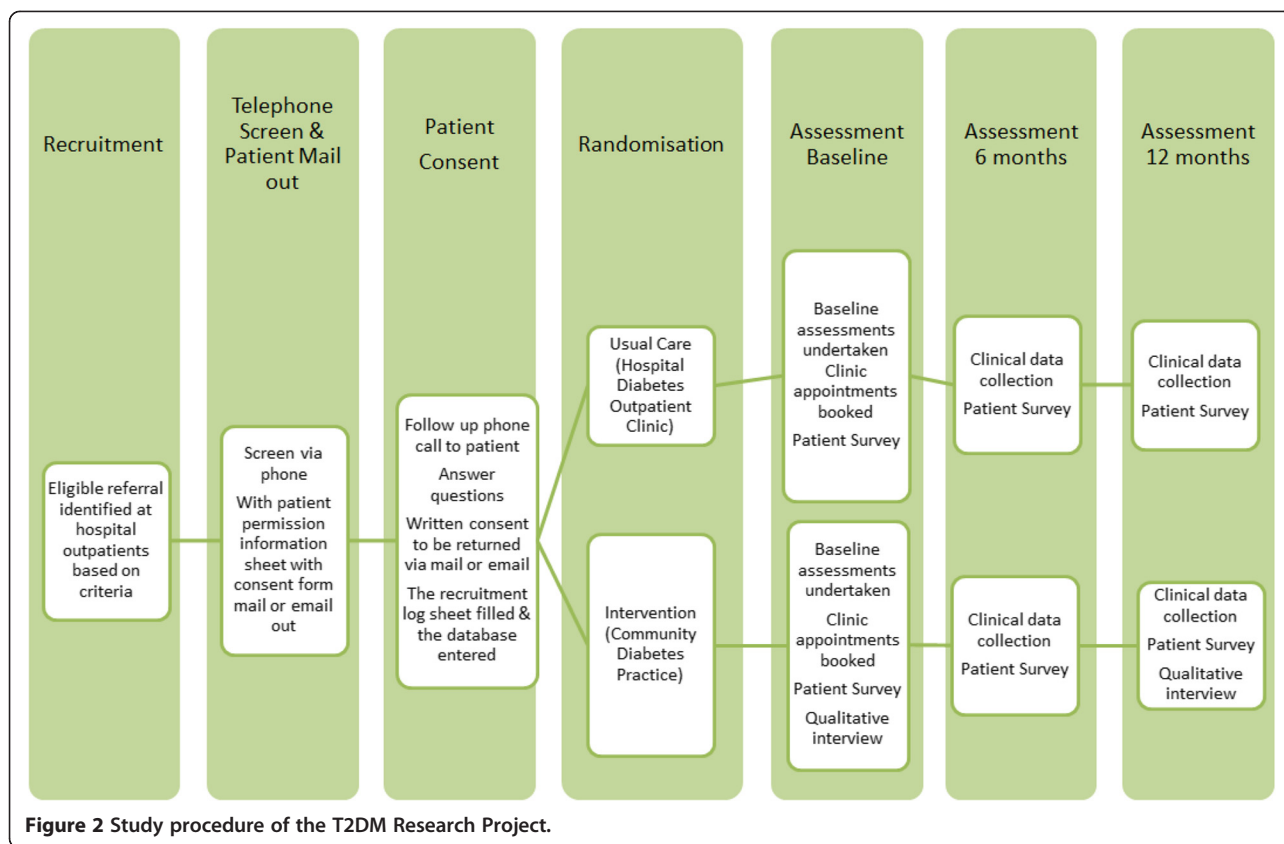 Recruitment
Telephone
Screen &
Patient Mail
out
Patient
Consent
Randomisation
Assessment
Baseline
Assessment
6 months
Assessment
12 months
Eligible referral
identified at
hospital
outpatients
based on
criteria
Screen via
phone
With patient
permission
information
sheet with
consent form
mail or email
out
Follow up phone
call to patient
Answer
questions
Written consent
to be returned
via mail or email
The recruitment
log sheet filled &
the database
entered
Usual Care
(Hospital
Diabetes
Outpatient
Clinic)
Baseline
assessments
undertaken
Clinic
appointments
booked
Patient Survey
Clinical data
collection
Patient Survey
Clinical data
collection
Patient Survey
Intervention
(Community
Diabetes
Practice)
Baseline
assessments
undertaken
Clinic
appointments
booked
Patient Survey
Qualitative
interview
Clinical data
collection
Patient Survey
Clinical data
collection
Patient Survey
Qualitative
interview
Figure 2 Study procedure of the T2DM Research Project.